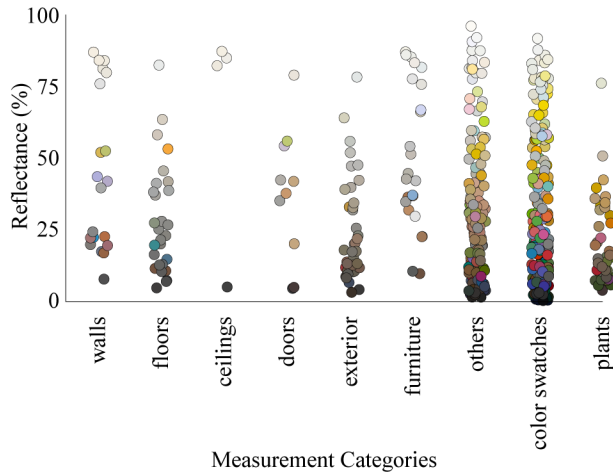 100
75
50
25
0
Reflectance (%)
walls
floors
ceilings
doors
exterior
furniture
others
color swatches
plants
Measurement Categories